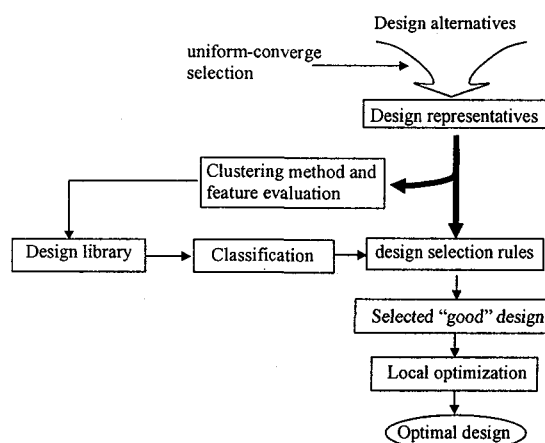 Design alternatives
uniform-converge
selection
Design representatives
Clustering method and
feature evaluation
Design library
Classification
design selection rules
Selected “good” design
Local optimization
Optimal design